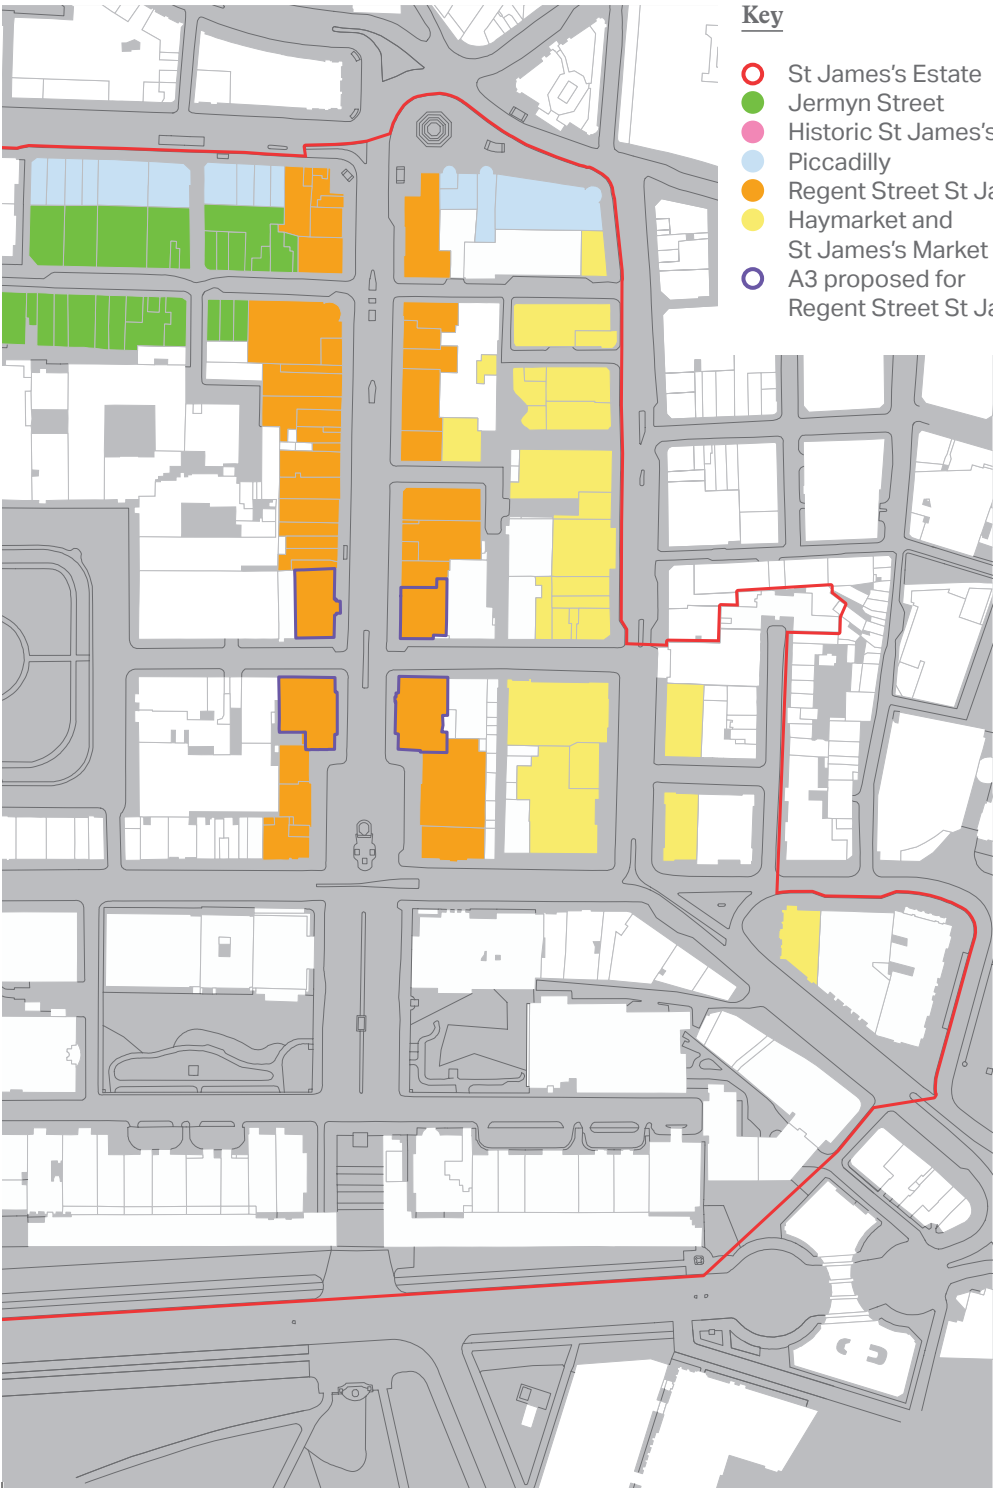 Key
St James's Estate
Jermyn Street
Historic St James's
Piccadilly
Regent Street St Ja
Haymarket and
St James's Market
A3 proposed for
Regent Street St Ja